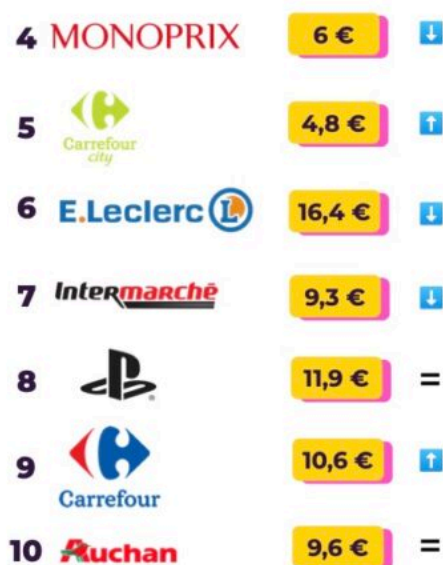 4 MONOPRIX 6 €
5 Carrefour city 4,8 €
6 E.Leclerc L 16,4 €
7 Intermarchē 9,3 €
8 11,9 € =
9 Carrefour 10,6 €
10 Auchan 9,6 € =